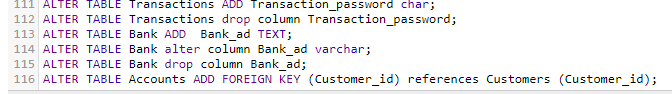 111 ALTER TABLE Transactions ADD Transaction_password char;
112 ALTER TABLE Transactions drop column Transaction_password;
113 ALTER TABLE Bank ADD  Bank_ad TEXT;
114 ALTER TABLE Bank alter column Bank_ad varchar;
115 ALTER TABLE Bank drop column Bank_ad;
116 ALTER TABLE Accounts ADD FOREIGN KEY (Customer_id) references Customers (Customer_id);